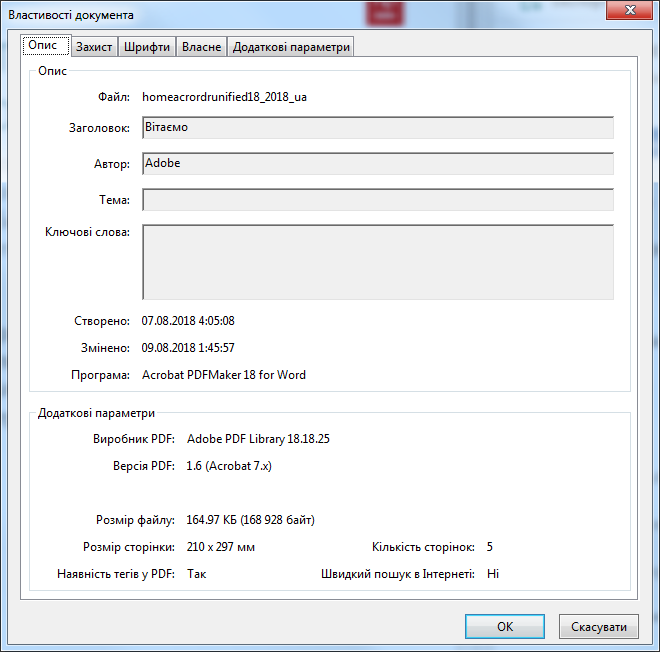 Властивості документа
Опис Захист Шрифти Власне Додаткові параметри
Опис
Файл: homeacrordrunified18_2018_ua
Заголовок: Вітаємо
Автор: Adobe
Тема:
Ключові слова:
Створено: 07.08.2018 4:05:08
Змінено: 09.08.2018 1:45:57
Програма: Acrobat PDFMaker 18 for Word
Додаткові параметри
Виробник PDF: Adobe PDF Library 18.18.25
Версія PDF: 1.6 (Acrobat 7.x)
Розмір файлу: 164.97 КБ (168 928 байт)
Розмір сторінки: 210 x 297 мм Кількість сторінок: 5
Наявність тегів у PDF: Так Швидкий пошук в Інтернеті: Ні
OK Скасувати